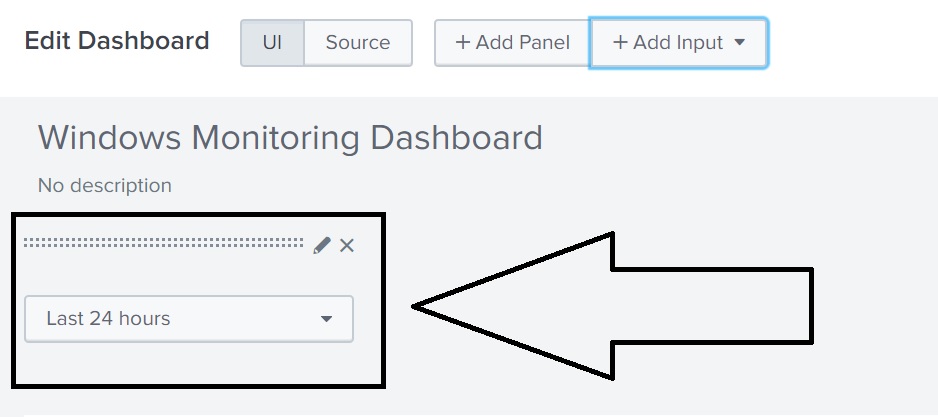 Edit Dashboard UI Source + Add Panel + Add Input
Windows Monitoring Dashboard
No description
Last 24 hours